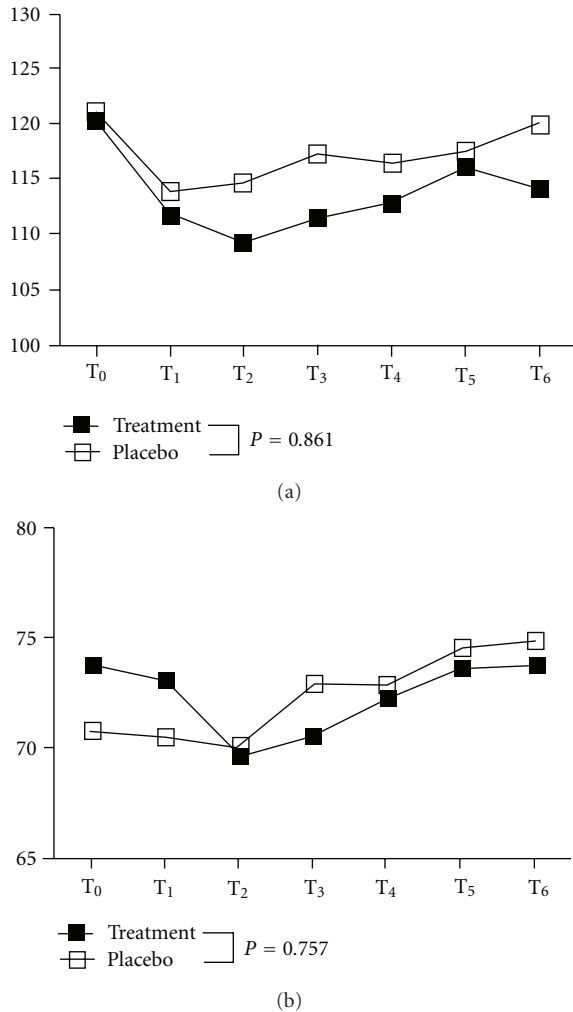 130
120
115
110
105
100
T0 T1 T2 T3 T4 T5 T6
Treatment
Placebo
P = 0.861
(a)
80
75
70
65
T0 T1 T2 T3 T4 T5 T6
Treatment
Placebo
P = 0.757
(b)